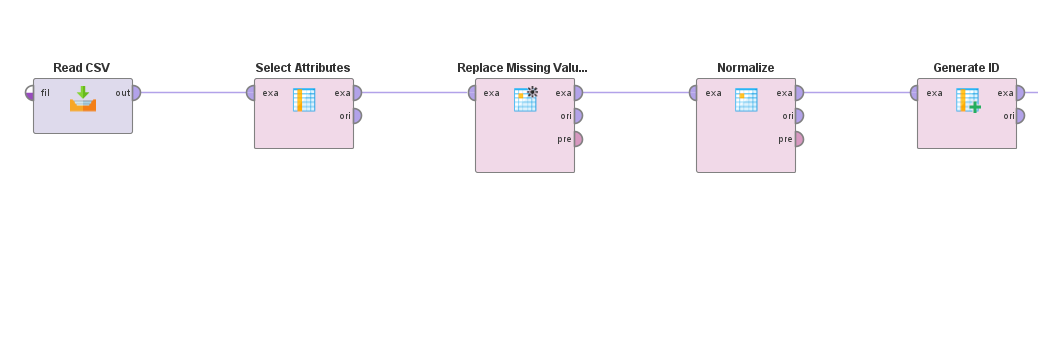 Read CSV
Select Attributes
Replace Missing Valu...
Normalize
Generate ID
fil out
exa exa
ori
exa exa
ori
pre
exa exa
ori
pre
exa exa
ori